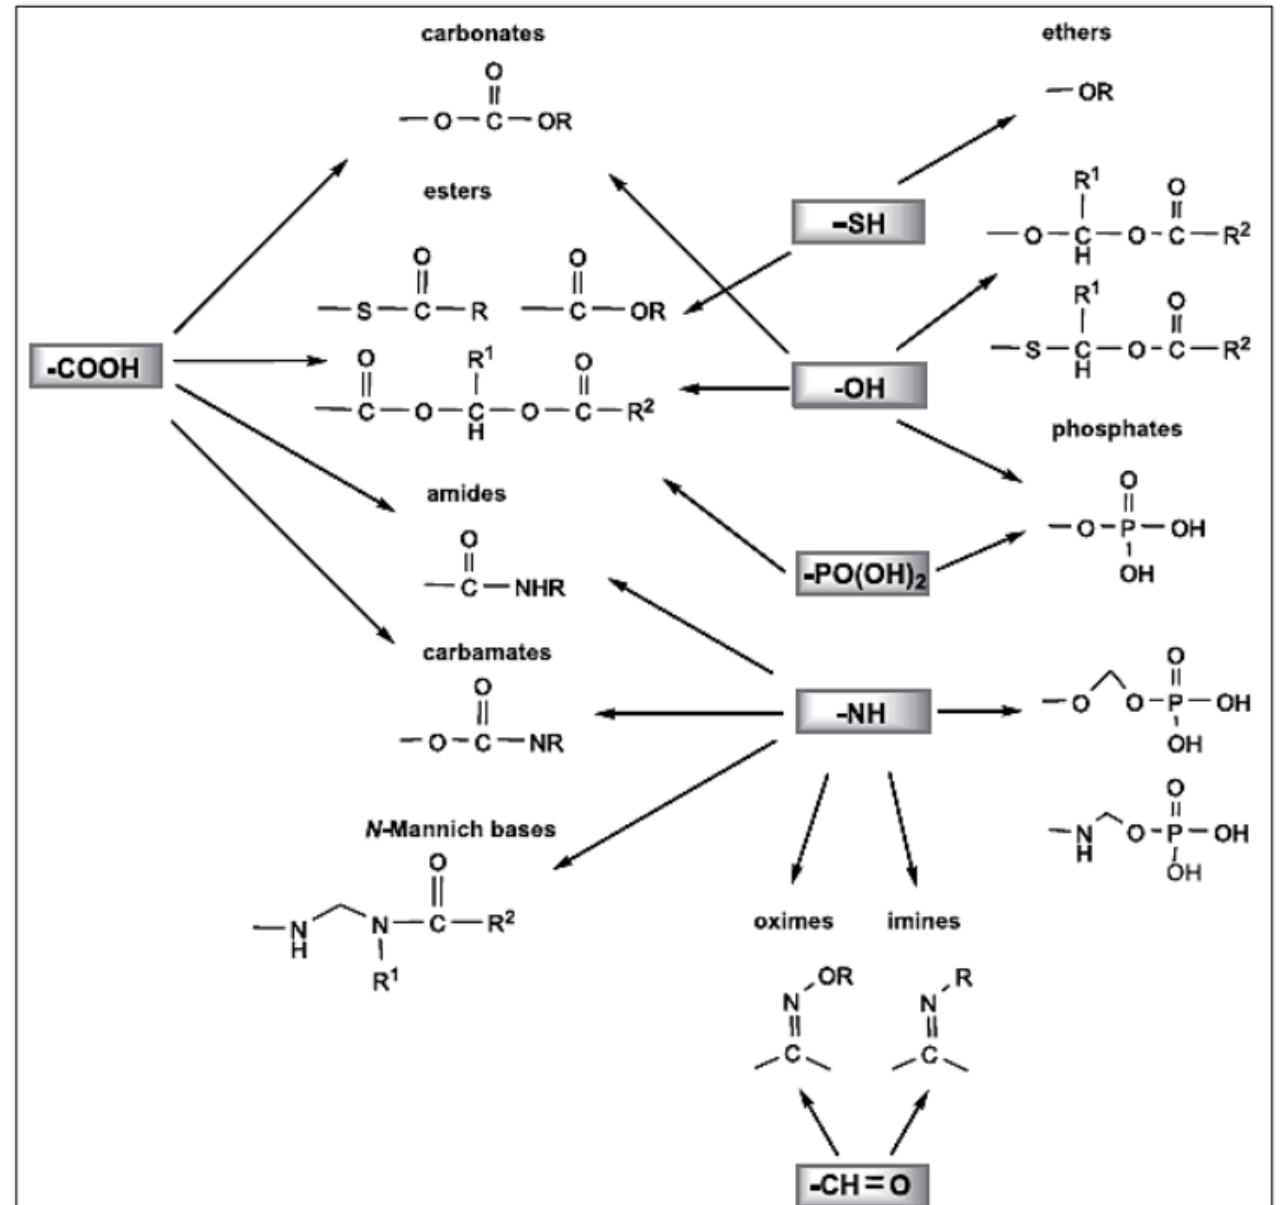 carbonates
O
O C OR
ethers
OR
esters
-SH
R¹ O
O C O C R²
H
O O
S C R C OR
R¹ O
S C O C R²
H
-COOH
O R¹ O
C O C O C R²
H
-OH
phosphates
O
O P OH
OH
amides
O
C NHR
-PO(OH)₂
carbamates
O
O C NR
-NH
O
O O P OH
OH
N-Mannich bases
O
N N C R²
H
R¹
O
N O P OH
H
OH
oximes imines
OR R
N N
C C
-CH=O